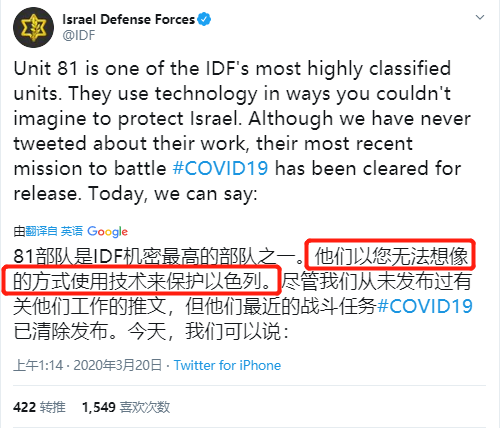 Israel Defense Forces
@IDF
Unit 81 is one of the IDF's most highly classified
units. They use technology in ways you couldn't
imagine to protect Israel. Although we have never
tweeted about their work, their most recent
mission to battle #COVID19 has been cleared for
release. Today, we can say:
由翻译自 英语 Google
81部队是IDF机密最高的部队之一。他们以您无法想像
的方式使用技术来保护以色列。尽管我们从未发布过有
关他们工作的推文，但他们最近的战斗任务#COVID19
已清除发布。今天，我们可以说：
上午1:14 · 2020年3月20日 · Twitter for iPhone
422 转推 1,549 喜欢次数